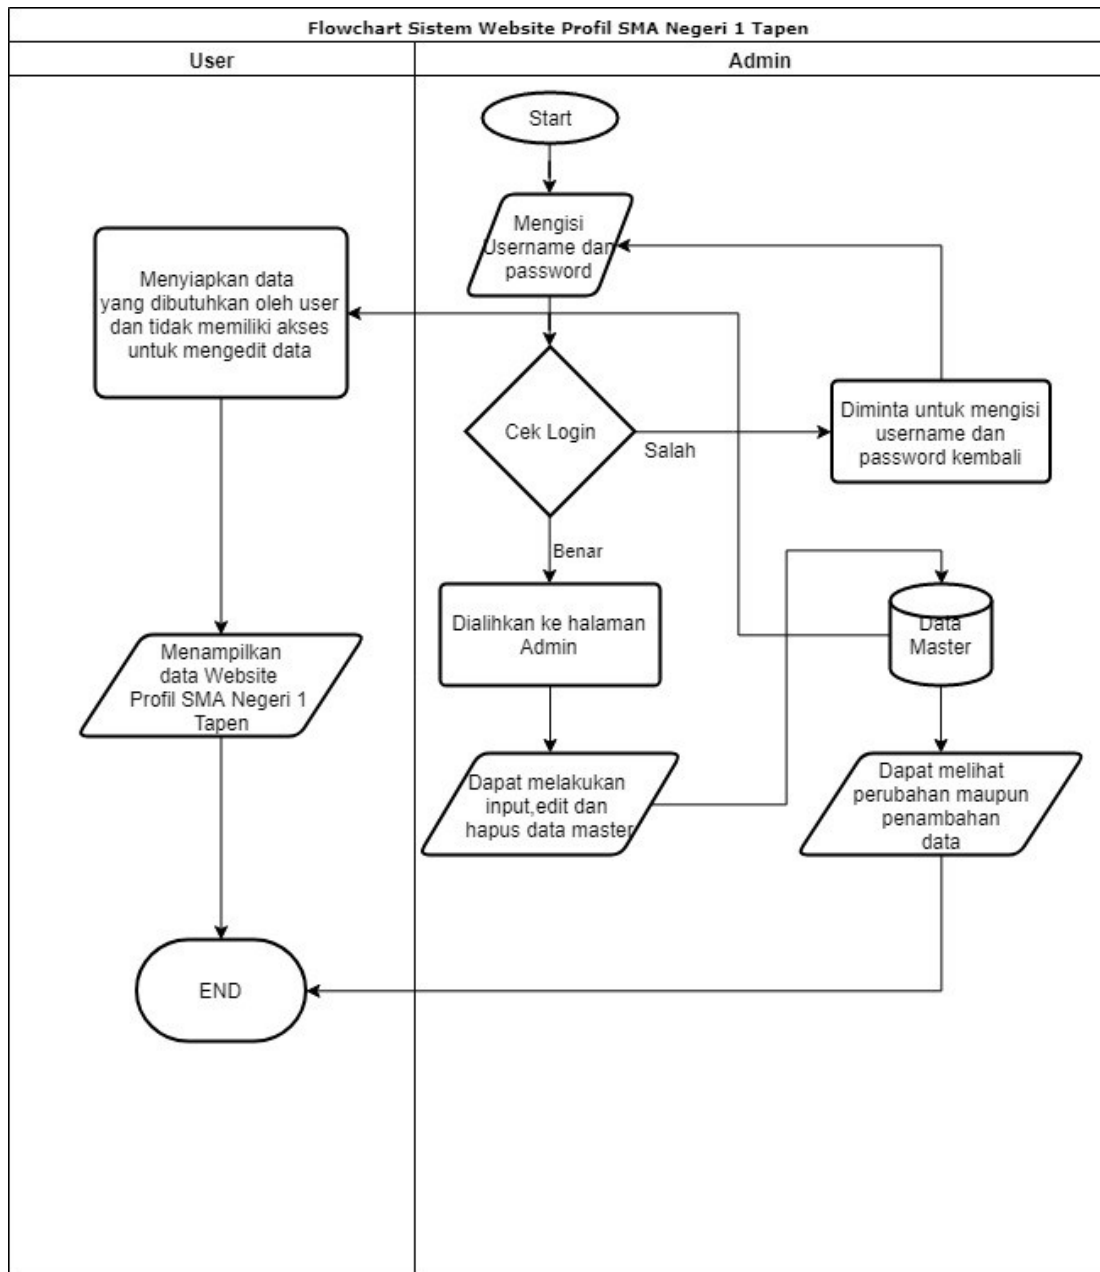 Flowchart Sistem Website Profil SMA Negeri 1 Tapen
User
Admin
Start
Mengisi
Username dan
password
Menyiapkan data
yang dibutuhkan oleh user
dan tidak memiliki akses
untuk mengedit data
Cek Login
Salah
Diminta untuk mengisi
username dan
password kembali
Benar
Dialihkan ke halaman
Admin
Data
Master
Menampilkan
data Website
Profil SMA Negeri 1
Tapen
Dapat melakukan
input,edit dan
hapus data master
Dapat melihat
perubahan maupun
penambahan
data
END